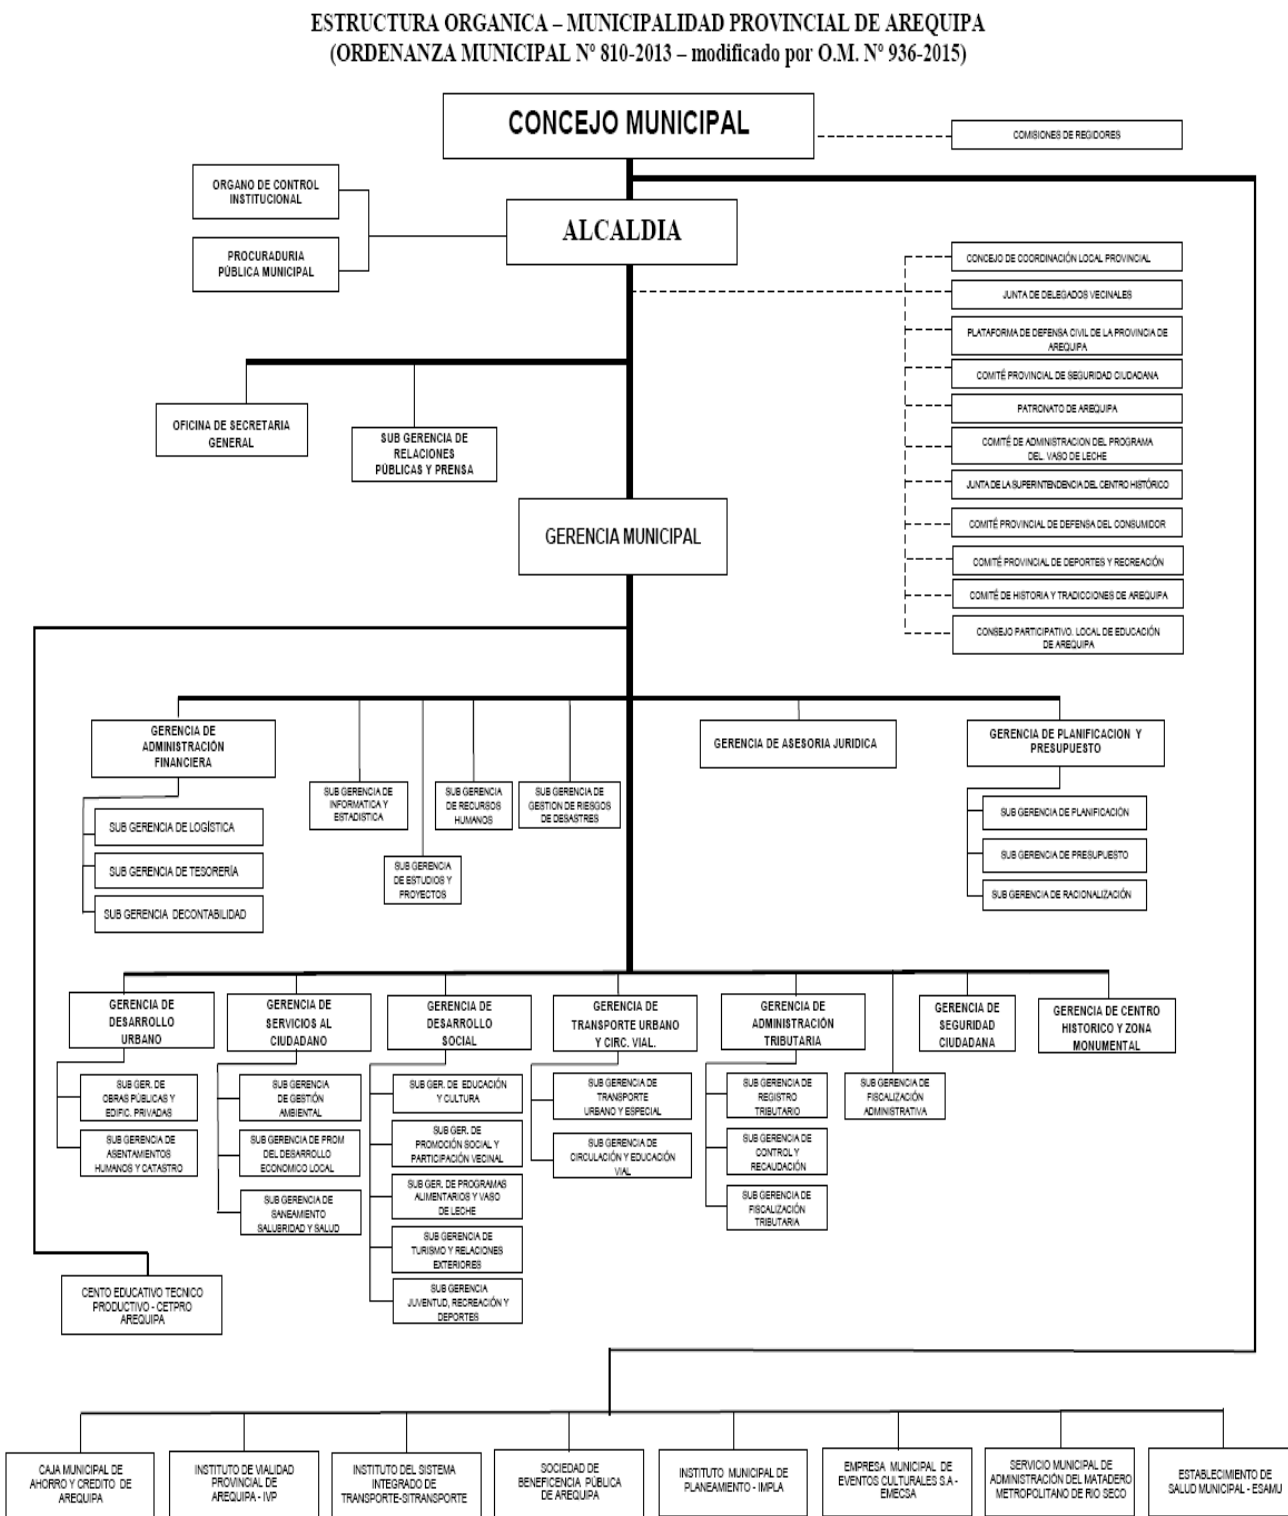 ESTRUCTURA ORGANICA – MUNICIPALIDAD PROVINCIAL DE AREQUIPA
(ORDENANZA MUNICIPAL Nº 810-2013 – modificado por O.M. Nº 936-2015)
CONCEJO MUNICIPAL
COMISIONES DE REGIDORES
ORGANO DE CONTROL
INSTITUCIONAL
ALCALDIA
PROCURADURIA
PÚBLICA MUNICIPAL
CONCEJO DE COORDINACIÓN LOCAL PROVINCIAL
JUNTA DE DELEGADOS VECINALES
PLATAFORMA DE DEFENSA CIVIL DE LA PROVINCIA DE
AREQUIPA
COMITÉ PROVINCIAL DE SEGURIDAD CIUDADANA
PATRONATO DE AREQUIPA
COMITÉ DE ADMINISTRACION DEL PROGRAMA
DEL. VASO DE LECHE
JUNTA DE LA SUPERINTENDENCIA DEL CENTRO HISTÓRICO
COMITÉ PROVINCIAL DE DEFENSA DEL CONSUMIDOR
COMITÉ PROVINCIAL DE DEPORTES Y RECREACIÓN
COMITÉ DE HISTORIA Y TRADICCIONES DE AREQUIPA
CONSEJO PARTICIPATIVO. LOCAL DE EDUCACIÓN
DE AREQUIPA
OFICINA DE SECRETARIA
GENERAL
SUB GERENCIA DE
RELACIONES
PÚBLICAS Y PRENSA
GERENCIA MUNICIPAL
GERENCIA DE
ADMINISTRACIÓN
FINANCIERA
SUB GERENCIA DE LOGÍSTICA
SUB GERENCIA DE TESORERÍA
SUB GERENCIA DECONTABILIDAD
SUB GERENCIA DE
INFORMATICA Y
ESTADISTICA
SUB GERENCIA
DE ESTUDIOS Y
PROYECTOS
SUB GERENCIA
DE RECURSOS
HUMANOS
SUB GERENCIA DE
GESTION DE RIESGOS
DE DESASTRES
GERENCIA DE ASESORIA JURIDICA
GERENCIA DE PLANIFICACION Y
PRESUPUESTO
SUB GERENCIA DE PLANIFICACIÓN
SUB GERENCIA DE PRESUPUESTO
SUB GERENCIA DE RACIONALIZACIÓN
GERENCIA DE
DESARROLLO
URBANO
SUB GER. DE
OBRAS PÚBLICAS Y
EDIFIC. PRIVADAS
SUB GERENCIA DE
ASENTAMIENTOS
HUMANOS Y CATASTRO
GERENCIA DE
SERVICIOS AL
CIUDADANO
SUB GERENCIA
DE GESTIÓN
AMBIENTAL
SUB GERENCIA DE PROM
DEL DESARROLLO
ECONOMICO LOCAL
SUB GERENCIA DE
SANEAMIENTO
SALUBRIDAD Y SALUD
GERENCIA DE
DESARROLLO
SOCIAL
SUB GER. DE EDUCACIÓN
Y CULTURA
SUB GER. DE
PROMOCIÓN SOCIAL Y
PARTICIPACIÓN VECINAL
SUB GER. DE PROGRAMAS
ALIMENTARIOS Y VASO
DE LECHE
SUB GERENCIA DE
TURISMO Y RELACIONES
EXTERIORES
SUB GERENCIA
JUVENTUD, RECREACIÓN Y
DEPORTES
GERENCIA DE
TRANSPORTE URBANO
Y CIRC. VIAL.
SUB GERENCIA DE
TRANSPORTE
URBANO Y ESPECIAL
SUB GERENCIA DE
CIRCULACIÓN Y EDUCACIÓN
VIAL
GERENCIA DE
ADMINISTRACIÓN
TRIBUTARIA
SUB GERENCIA DE
REGISTRO
TRIBUTARIO
SUB GERENCIA DE
CONTROL Y
RECAUDACIÓN
SUB GERENCIA DE
FISCALIZACIÓN
TRIBUTARIA
SUB GERENCIA DE
FISCALIZACIÓN
ADMINISTRATIVA
GERENCIA DE
SEGURIDAD
CIUDADANA
GERENCIA DE CENTRO
HISTORICO Y ZONA
MONUMENTAL
CENTO EDUCATIVO TECNICO
PRODUCTIVO - CETPRO
AREQUIPA
CAJA MUNICIPAL DE
AHORRO Y CREDITO DE
AREQUIPA
INSTITUTO DE VIALIDAD
PROVINCIAL DE
AREQUIPA - IVP
INSTITUTO DEL SISTEMA
INTEGRADO DE
TRANSPORTE-SITRANSPORTE
SOCIEDAD DE
BENEFICENCIA PÚBLICA
DE AREQUIPA
INSTITUTO MUNICIPAL DE
PLANEAMIENTO - IMPLA
EMPRESA MUNICIPAL DE
EVENTOS CULTURALES S.A -
EMECSA
SERVICIO MUNICIPAL DE
ADMINISTRACIÓN DEL MATADERO
METROPOLITANO DE RIO SECO
ESTABLECIMIENTO DE
SALUD MUNICIPAL - ESAMU